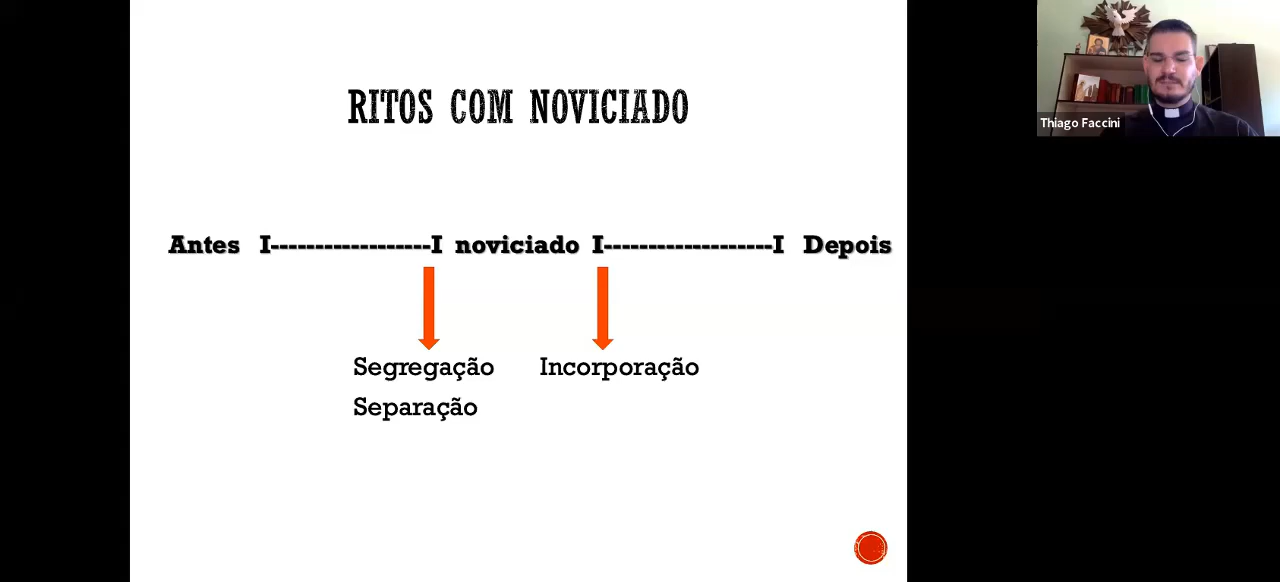 RITOS COM NOVICIADO
Thiago Faccini
Antes I------------------I noviciado I-------------------I Depois
Segregação Incorporação
Separação